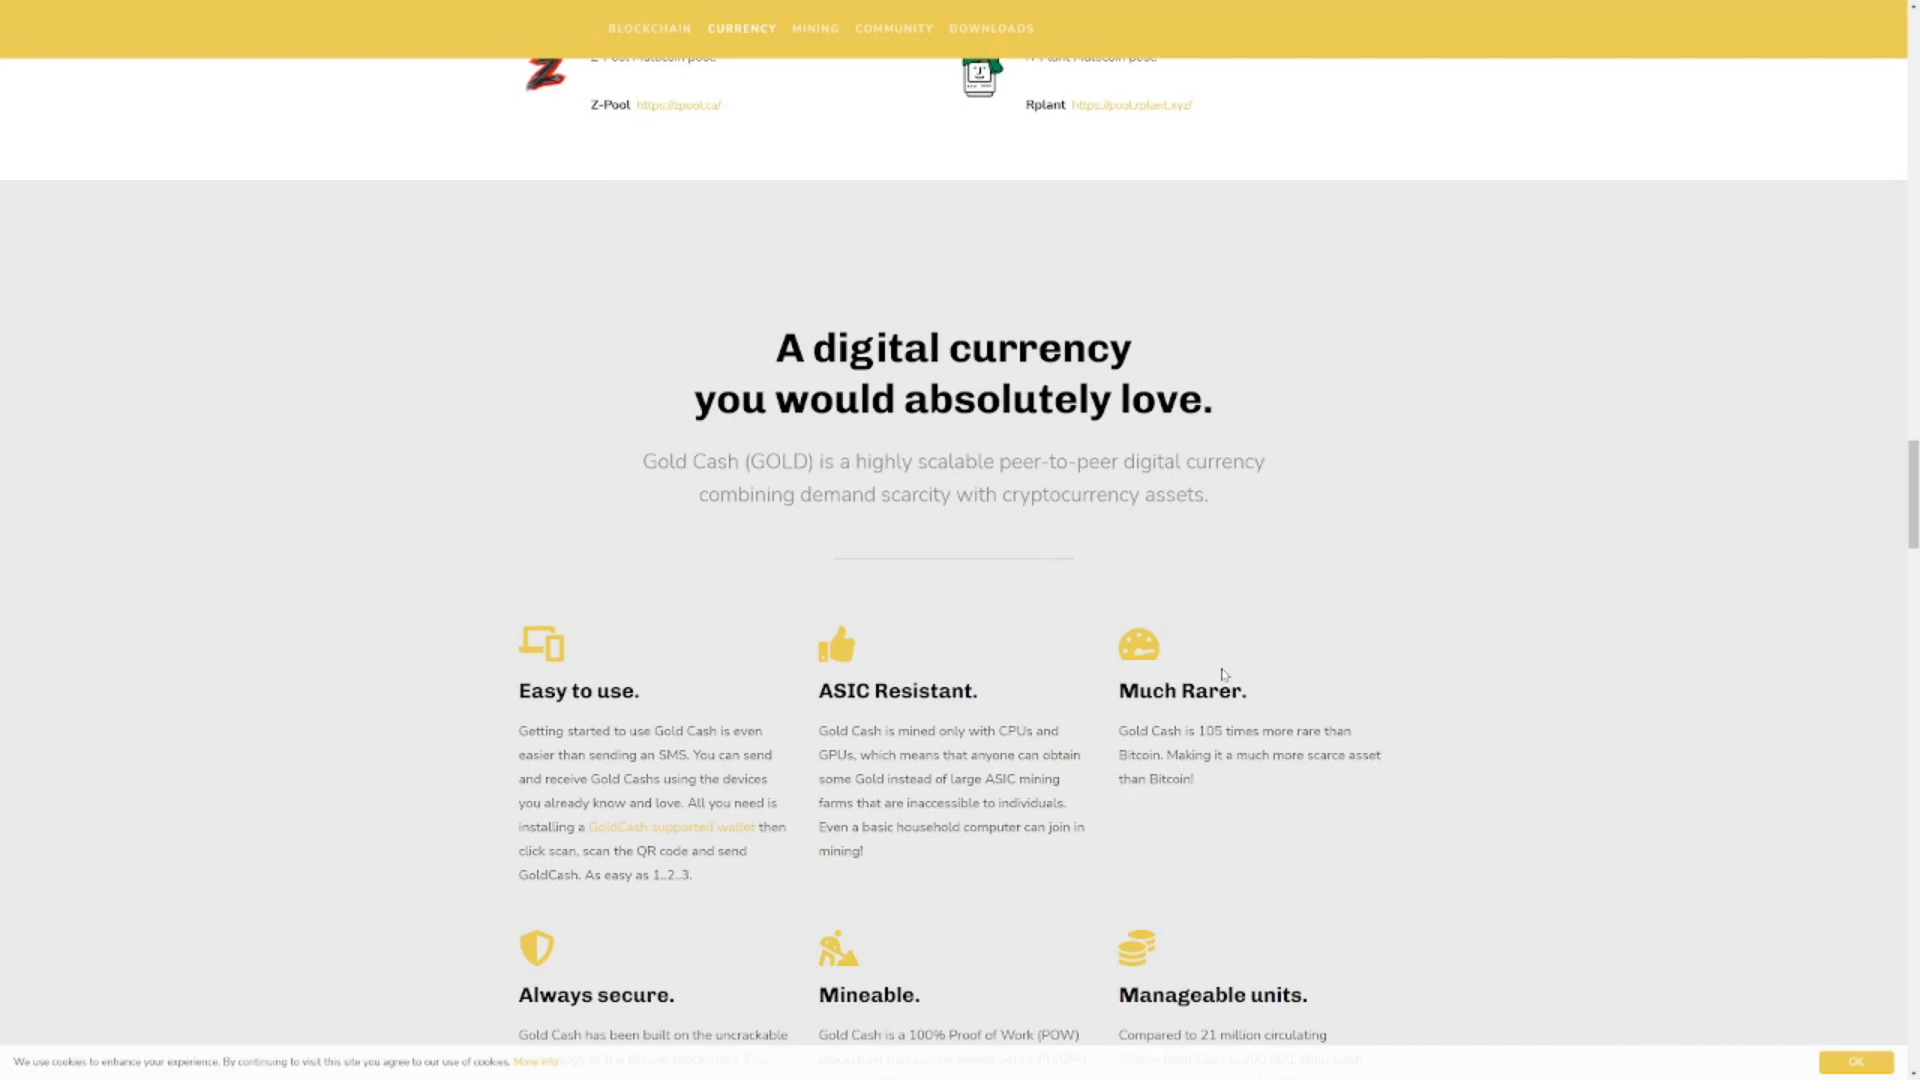 BLOCKCHAIN CURRENCY MINING COMMUNITY DOWNLOADS
Z-Pool https://zpool.ca/
Rplant https://pool.rplant.xyz/
A digital currency
you would absolutely love.
Gold Cash (GOLD) is a highly scalable peer-to-peer digital currency
combining demand scarcity with cryptocurrency assets.
Easy to use.
Getting started to use Gold Cash is even
easier than sending an SMS. You can send
and receive Gold Cashs using the devices
you already know and love. All you need is
installing a GoldCash supported wallet then
click scan, scan the QR code and send
GoldCash. As easy as 1..2..3.
ASIC Resistant.
Gold Cash is mined only with CPUs and
GPUs, which means that anyone can obtain
some Gold instead of large ASIC mining
farms that are inaccessible to individuals.
Even a basic household computer can join in
mining!
Much Rarer.
Gold Cash is 105 times more rare than
Bitcoin. Making it a much more scarce asset
than Bitcoin!
Always secure.
Gold Cash has been built on the uncrackable
Mineable.
Gold Cash is a 100% Proof of Work (POW)
Manageable units.
Compared to 21 million circulating
We use cookies to enhance your experience. By continuing to visit this site you agree to our use of cookies. More info
OK